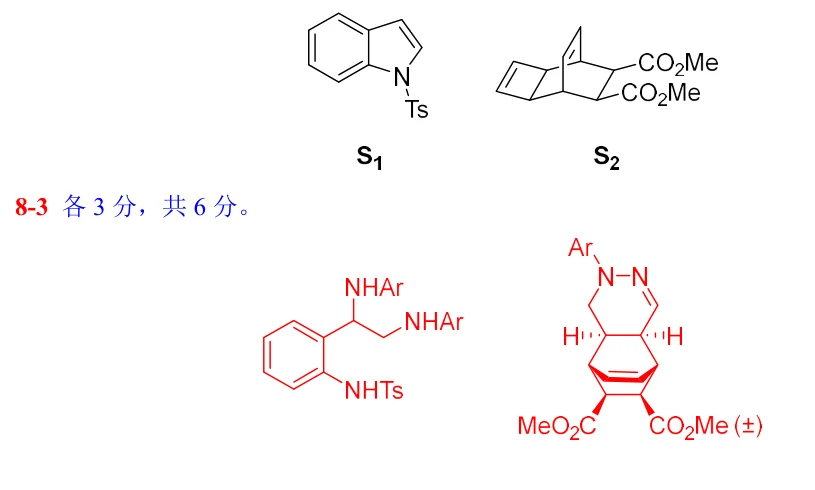 N
Ts
CO₂Me
CO₂Me
S₁
S₂
8-3 各 3 分，共 6 分。
Ar
N N
NHAr
NHAr
H H
NHTs
MeO₂C CO₂Me (±)